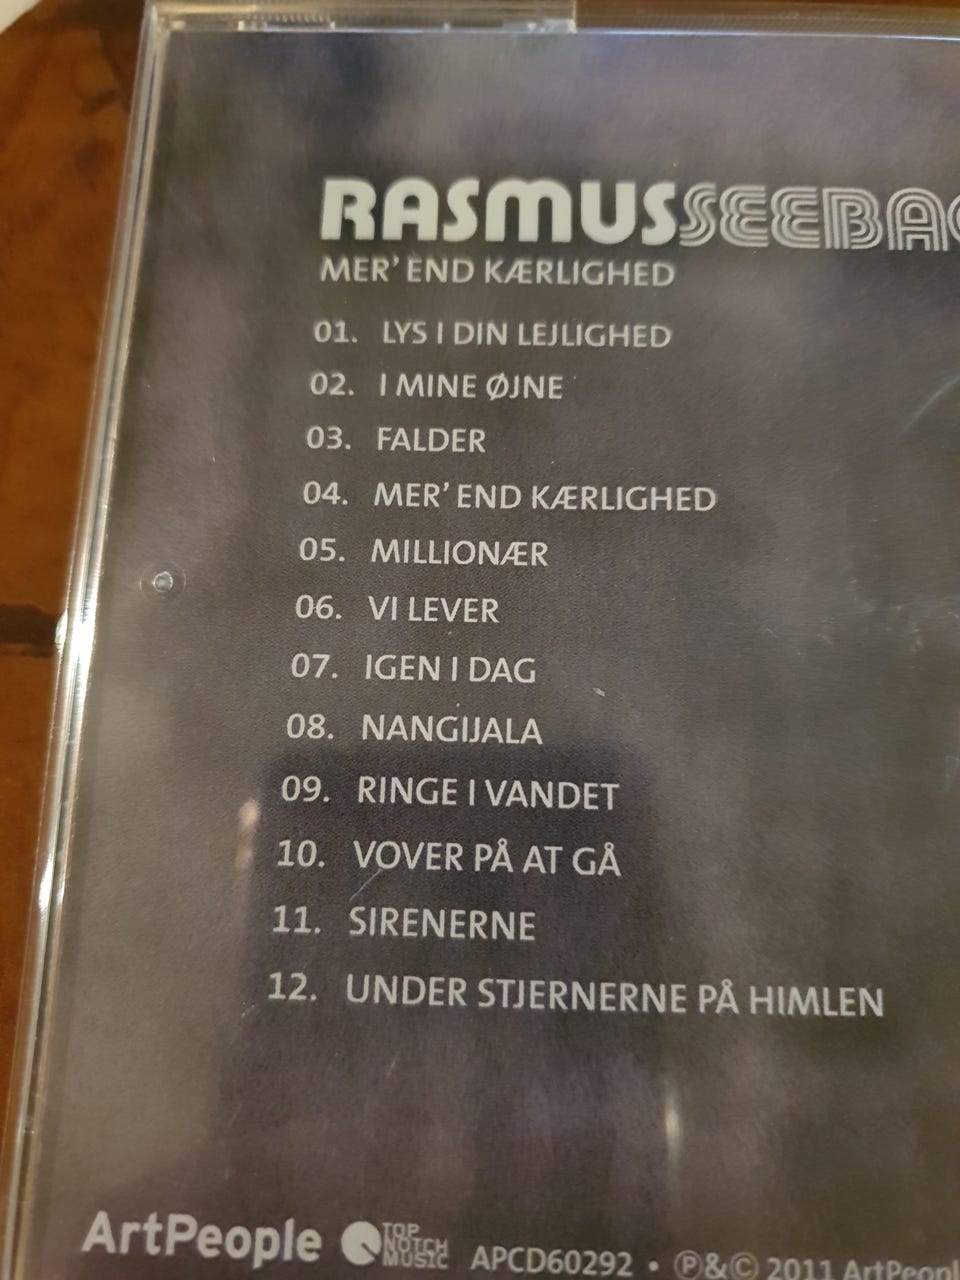 RASMUSSEEBAC
MER' END KÆRLIGHED
01. LYS I DIN LEJLIGHED
02. I MINE ØJNE
03. FALDER
04. MER' END KÆRLIGHED
05. MILLIONÆR
06. VI LEVER
07. IGEN I DAG
08. NANGIJALA
09. RINGE I VANDET
10. VOVER PÅ AT GÅ
11. SIRENERNE
12. UNDER STJERNERNE PÅ HIMLEN
ArtPeople TOP NOTCH MUSIC APCD60292 • ℗&© 2011 ArtPeopl